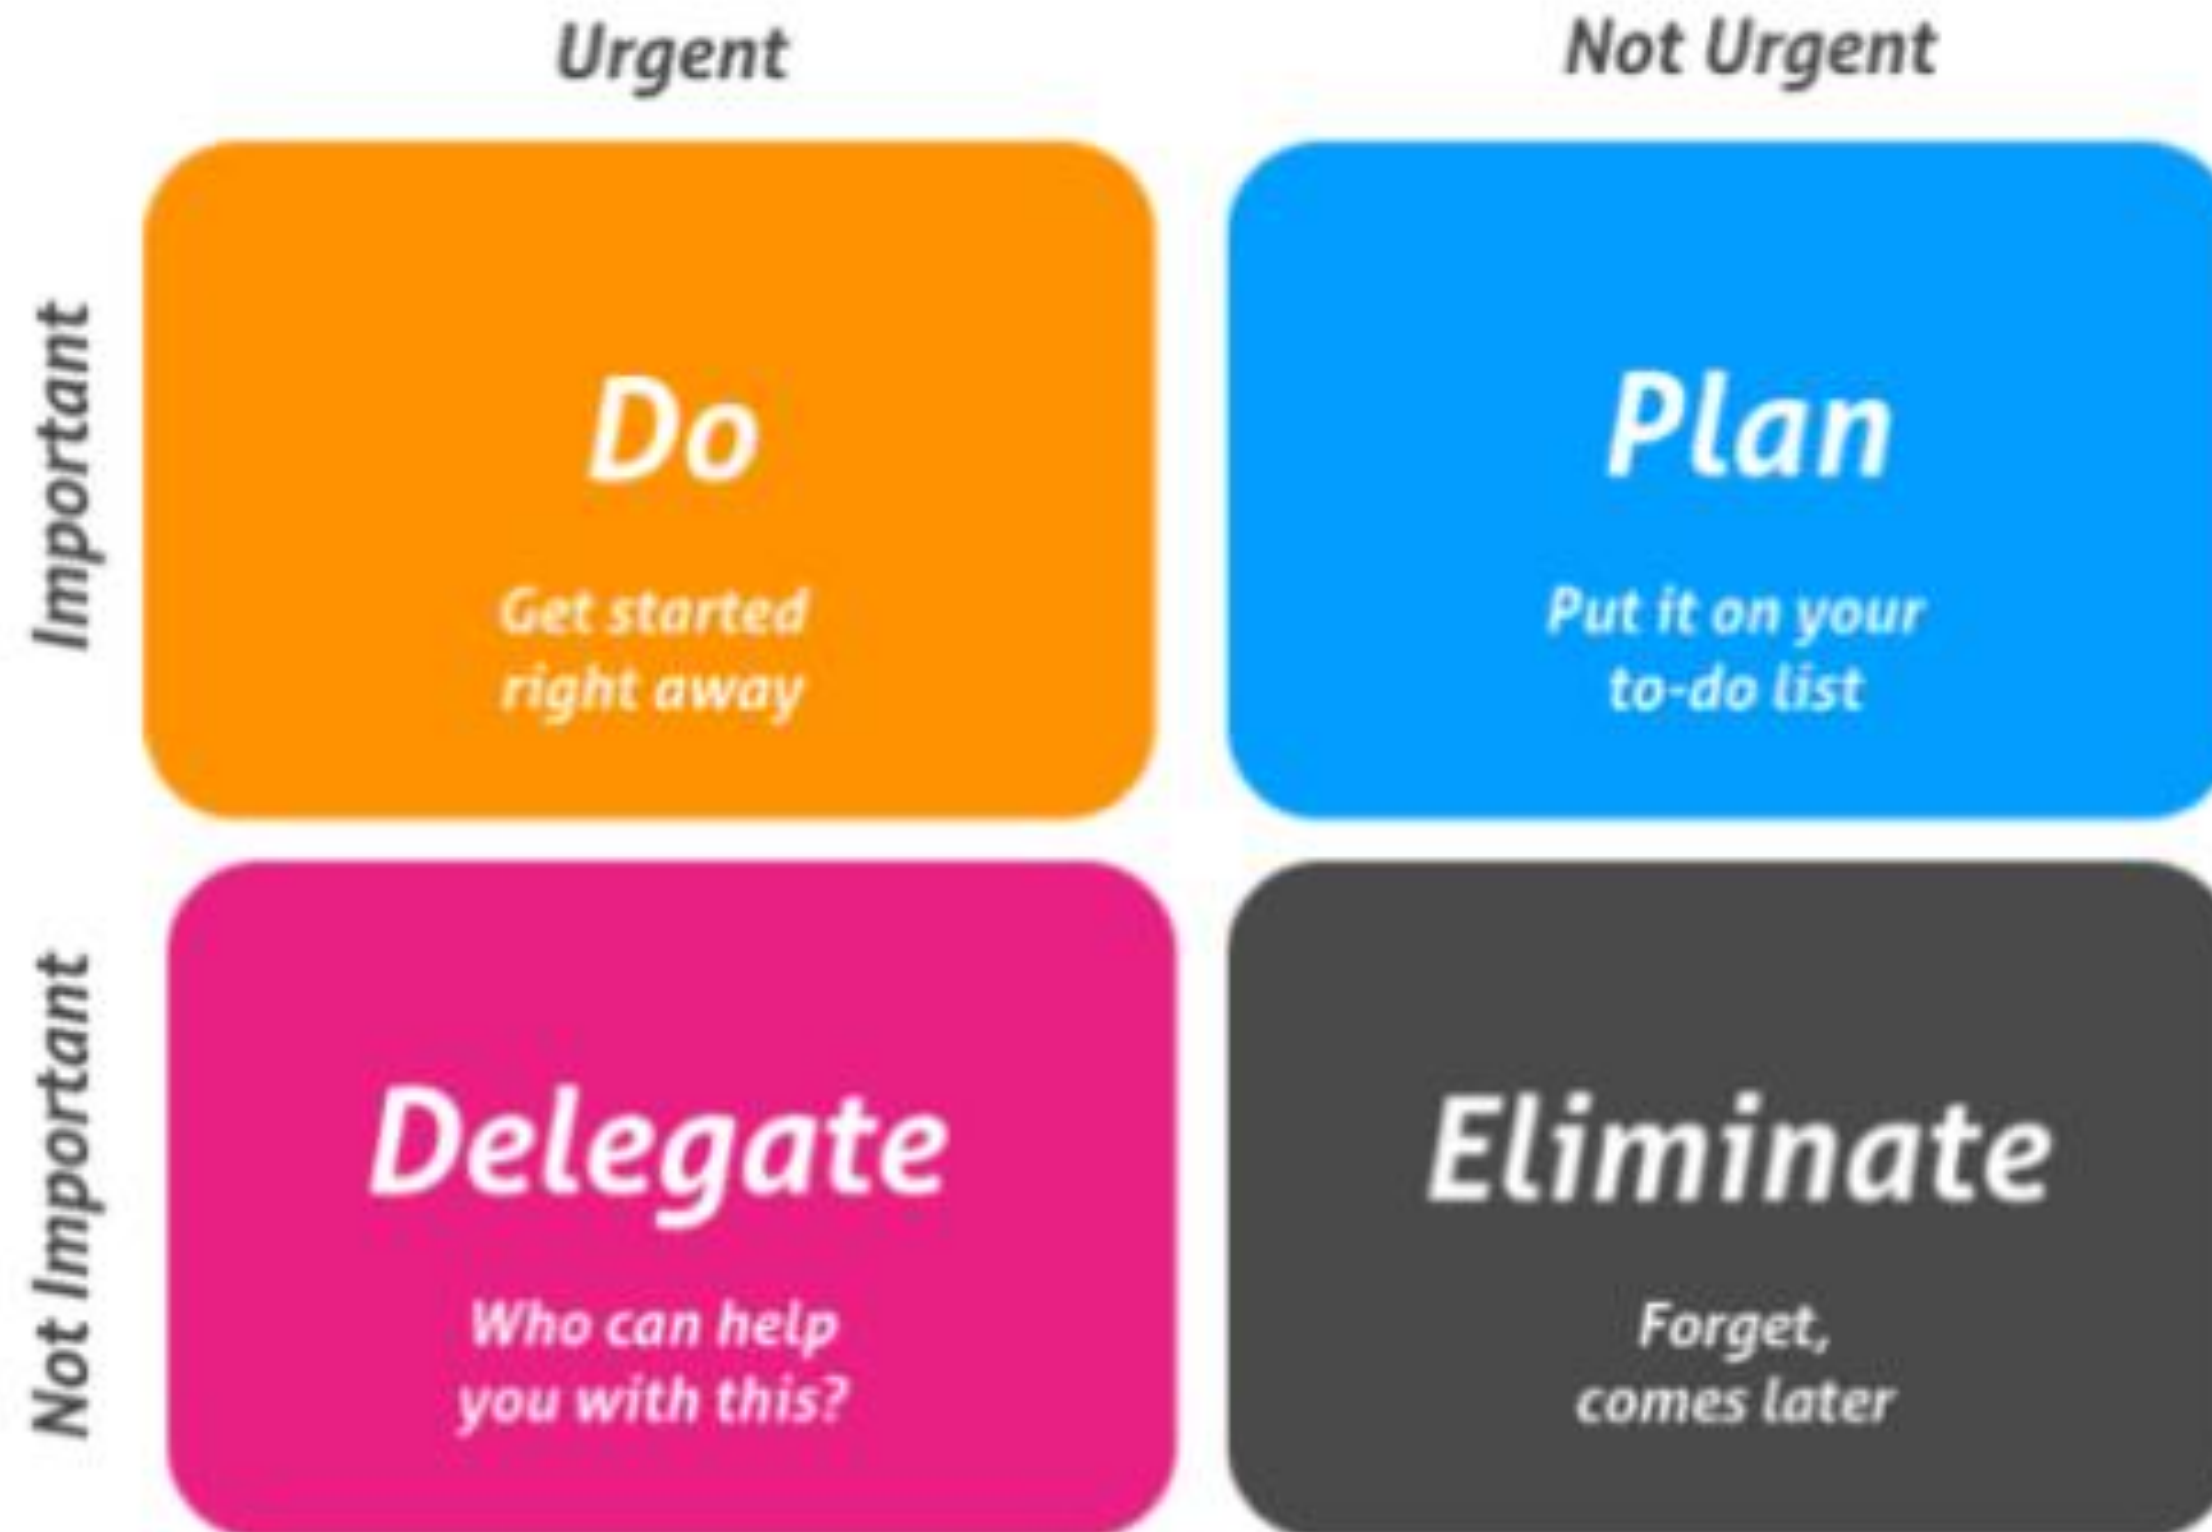 Urgent
Not Urgent
Important
Do
Get started
right away
Plan
Put it on your
to-do list
Not Important
Delegate
Who can help
you with this?
Eliminate
Forget,
comes later